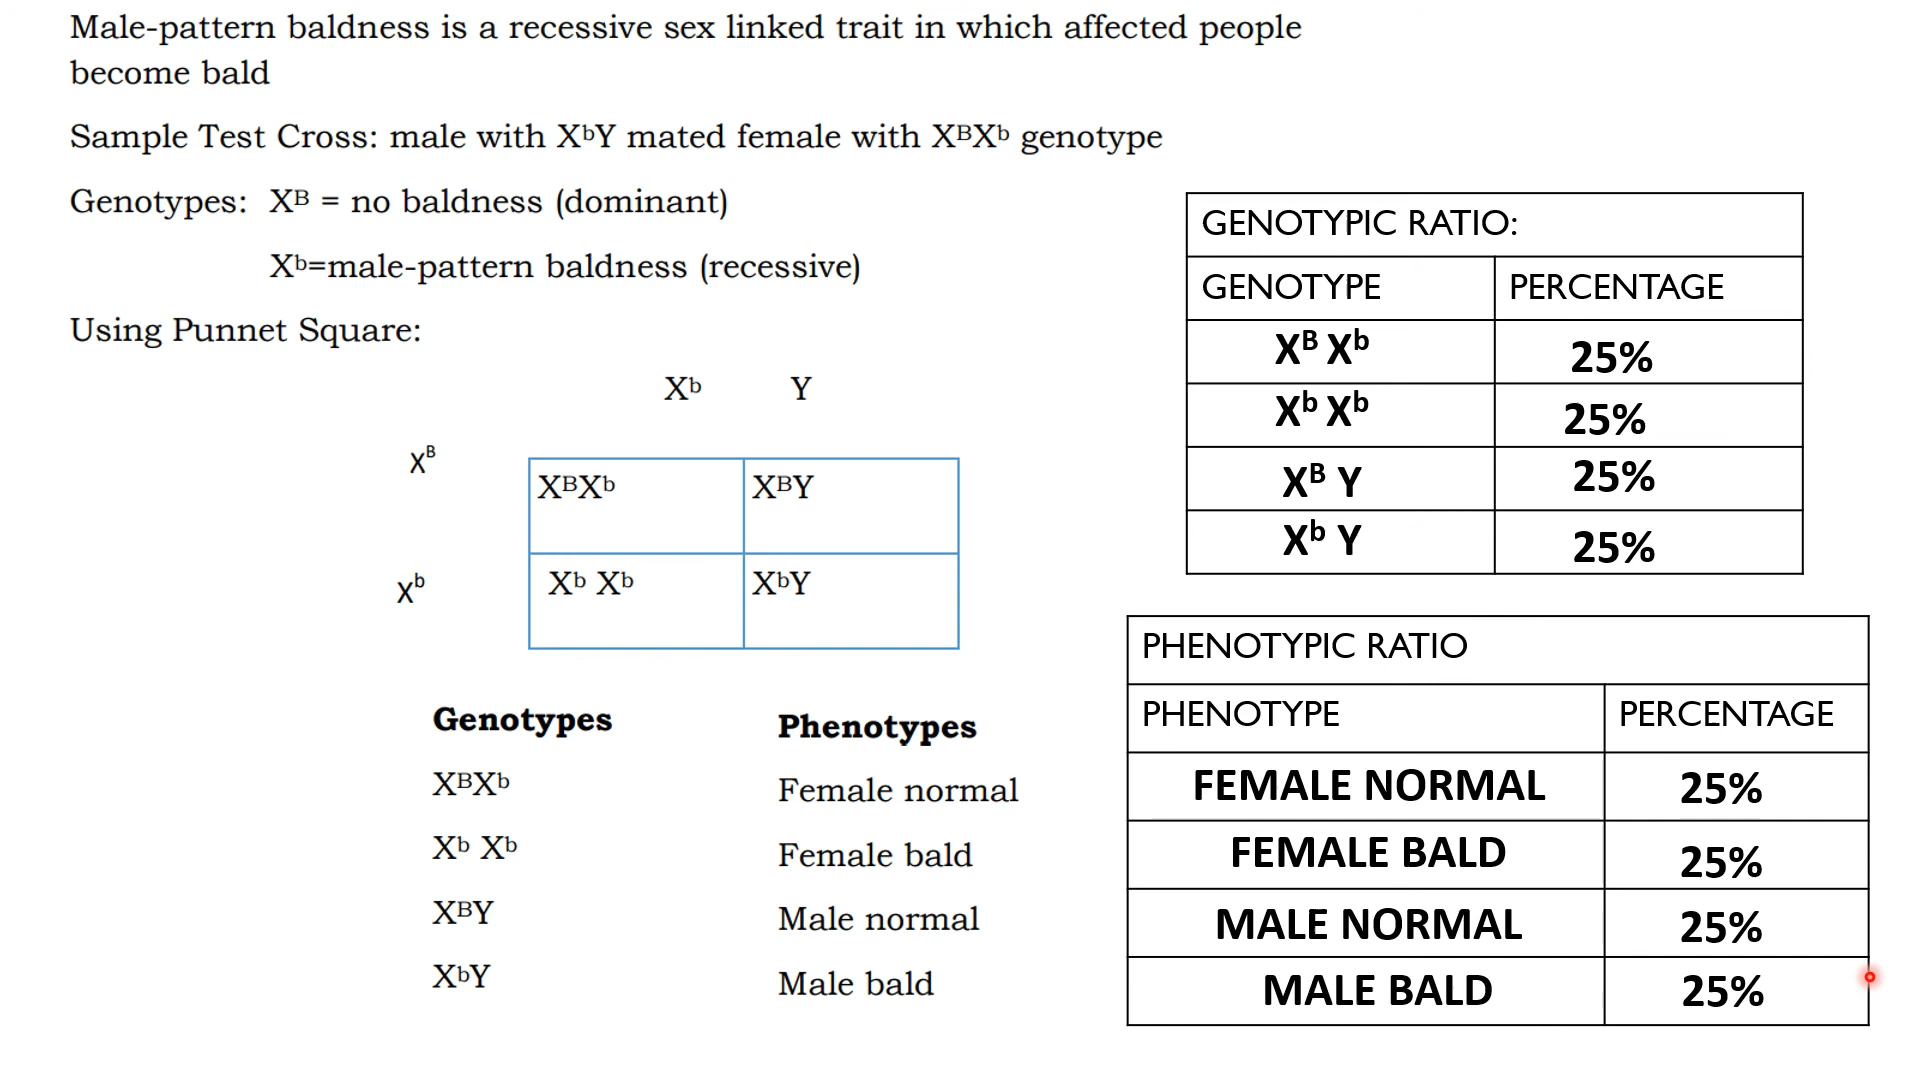 Male-pattern baldness is a recessive sex linked trait in which affected people
become bald
Sample Test Cross: male with XᵇY mated female with XᴮXᵇ genotype
Genotypes: Xᴮ = no baldness (dominant)
Xᵇ=male-pattern baldness (recessive)
Using Punnet Square:
Xᵇ Y
Xᴮ
XᴮXᵇ XᴮY
Xᵇ
Xᵇ Xᵇ XᵇY
Genotypes Phenotypes
XᴮXᵇ Female normal
Xᵇ Xᵇ Female bald
XᴮY Male normal
XᵇY Male bald
GENOTYPIC RATIO:
GENOTYPE PERCENTAGE
Xᴮ Xᵇ 25%
Xᵇ Xᵇ 25%
Xᴮ Y 25%
Xᵇ Y 25%
PHENOTYPIC RATIO
PHENOTYPE PERCENTAGE
FEMALE NORMAL 25%
FEMALE BALD 25%
MALE NORMAL 25%
MALE BALD 25%